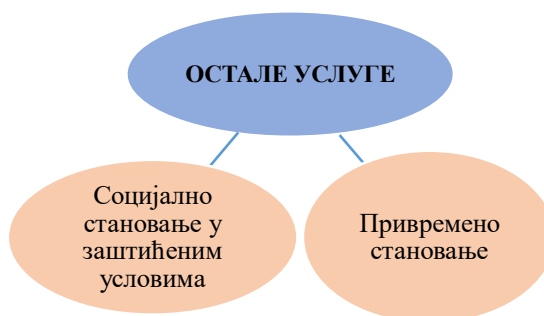 ОСТАЛЕ УСЛУГЕ
Социјално
становање у
заштићеним
условима
Привремено
становање